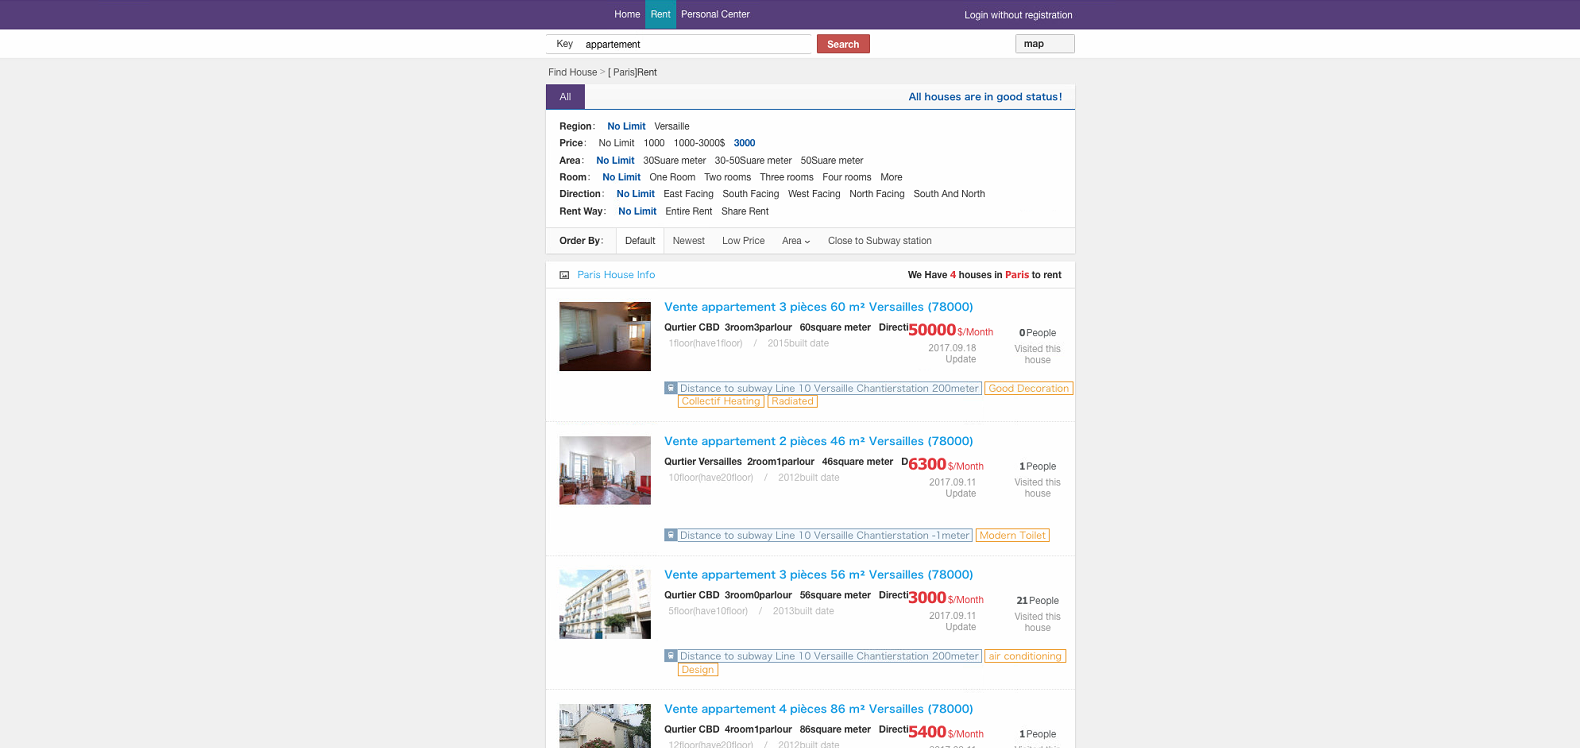 Home Rent Personal Center Login without registration
Key appartement Search map
Find House > [ Paris]Rent
All All houses are in good status!
Region: No Limit Versaille
Price: No Limit 1000 1000-3000$ 3000
Area: No Limit 30Suare meter 30-50Suare meter 50Suare meter
Room: No Limit One Room Two rooms Three rooms Four rooms More
Direction: No Limit East Facing South Facing West Facing North Facing South And North
Rent Way: No Limit Entire Rent Share Rent
Order By: Default Newest Low Price Area Close to Subway station
Paris House Info We Have 4 houses in Paris to rent
Vente appartement 3 pièces 60 m² Versailles (78000)
Qurtier CBD 3room3parlour 60square meter Directi 50000 $/Month 0 People
1floor(have1floor) / 2015built date 2017.09.18 Visited this
Update house
Distance to subway Line 10 Versaille Chantierstation 200meter Good Decoration
Collectif Heating Radiated
Vente appartement 2 pièces 46 m² Versailles (78000)
Qurtier Versailles 2room1parlour 46square meter D 6300 $/Month 1 People
10floor(have20floor) / 2012built date 2017.09.11 Visited this
Update house
Distance to subway Line 10 Versaille Chantierstation -1meter Modern Toilet
Vente appartement 3 pièces 56 m² Versailles (78000)
Qurtier CBD 3room0parlour 56square meter Directi 3000 $/Month 21 People
5floor(have10floor) / 2013built date 2017.09.11 Visited this
Update house
Distance to subway Line 10 Versaille Chantierstation 200meter air conditioning
Design
Vente appartement 4 pièces 86 m² Versailles (78000)
Qurtier CBD 4room1parlour 86square meter Directi 5400 $/Month 1 People
12floor(have20floor) / 2012built date